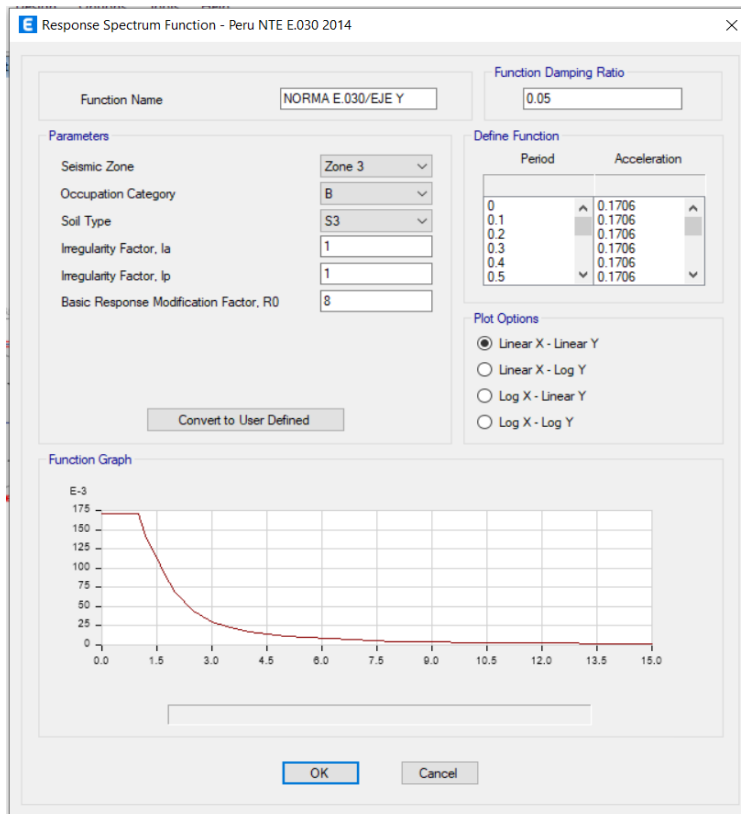 Response Spectrum Function - Peru NTE E.030 2014
Function Name
NORMA E.030/EJE Y
Function Damping Ratio
0.05
Parameters
Seismic Zone Zone 3
Occupation Category B
Soil Type S3
Irregularity Factor, Ia 1
Irregularity Factor, Ip 1
Basic Response Modification Factor, R0 8
Convert to User Defined
Define Function
Period Acceleration
0 0.1706
0.1 0.1706
0.2 0.1706
0.3 0.1706
0.4 0.1706
0.5 0.1706
Plot Options
Linear X - Linear Y
Linear X - Log Y
Log X - Linear Y
Log X - Log Y
Function Graph
E-3
175
150
125
100
75
50
25
0
0.0 1.5 3.0 4.5 6.0 7.5 9.0 10.5 12.0 13.5 15.0
OK Cancel